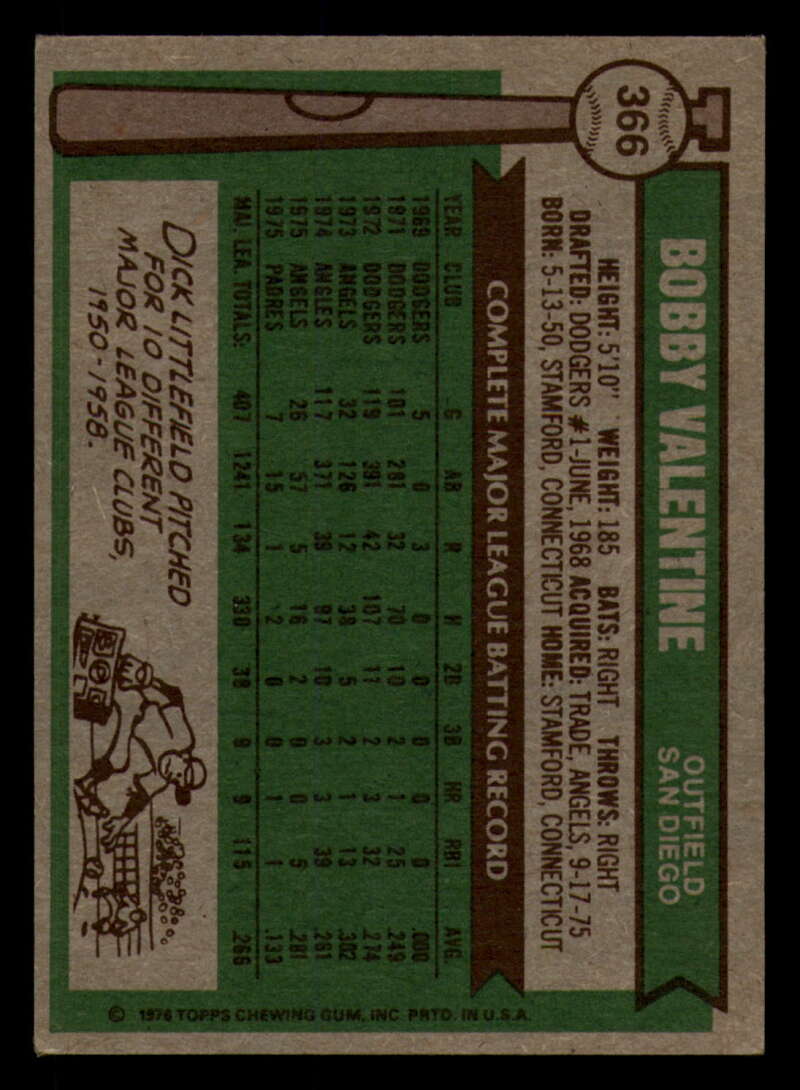 366
BOBBY VALENTINE
OUTFIELD
SAN DIEGO
HEIGHT: 5'10" WEIGHT: 185 BATS: RIGHT THROWS: RIGHT
DRAFTED: DODGERS #1-JUNE, 1968 ACQUIRED: TRADE, ANGELS, 9-17-75
BORN: 5-13-50, STAMFORD, CONNECTICUT HOME: STAMFORD, CONNECTICUT
COMPLETE MAJOR LEAGUE BATTING RECORD
YEAR CLUB G AB R H 2B 3B HR RBI AVG.
1969 DODGERS 5 0 3 0 0 0 0 0 .000
1971 DODGERS 101 281 32 70 10 2 1 25 .249
1972 DODGERS 119 391 42 107 11 2 3 32 .274
1973 ANGELS 32 126 12 38 5 2 1 13 .302
1974 ANGLES 117 371 39 97 10 3 3 39 .261
1975 ANGELS 26 57 5 16 2 0 0 5 .281
1975 PADRES 7 15 1 2 0 0 1 1 .133
MAJ. LEA. TOTALS: 407 1241 134 330 38 9 9 115 .266
DICK LITTLEFIELD PITCHED
FOR 10 DIFFERENT
MAJOR LEAGUE CLUBS,
1950-1958.
© 1976 TOPPS CHEWING GUM, INC. PRTD. IN U.S.A.